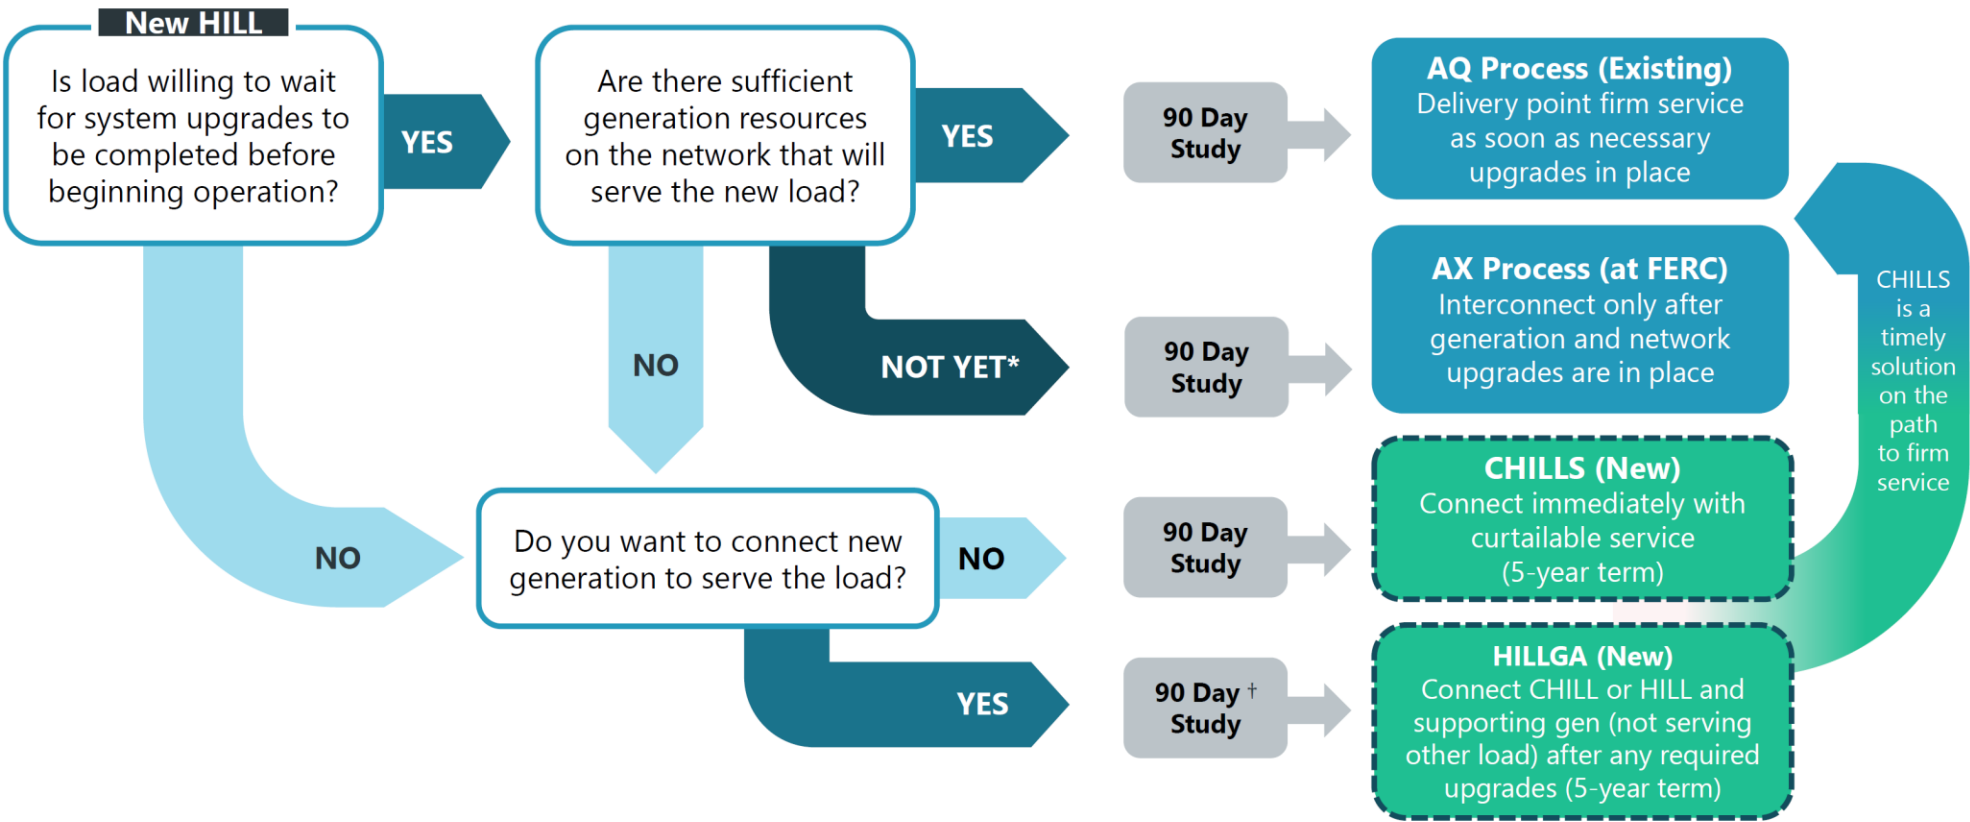 New HILL
Is load willing to wait
for system upgrades to
be completed before
beginning operation?
YES
Are there sufficient
generation resources
on the network that will
serve the new load?
YES
90 Day
Study
AQ Process (Existing)
Delivery point firm service
as soon as necessary
upgrades in place
NO
NOT YET*
90 Day
Study
AX Process (at FERC)
Interconnect only after
generation and network
upgrades are in place
CHILLS
is a
timely
solution
on the
path
to firm
service
NO
Do you want to connect new
generation to serve the load?
NO
90 Day
Study
CHILLS (New)
Connect immediately with
curtailable service
(5-year term)
YES
90 Day †
Study
HILLGA (New)
Connect CHILL or HILL and
supporting gen (not serving
other load) after any required
upgrades (5-year term)